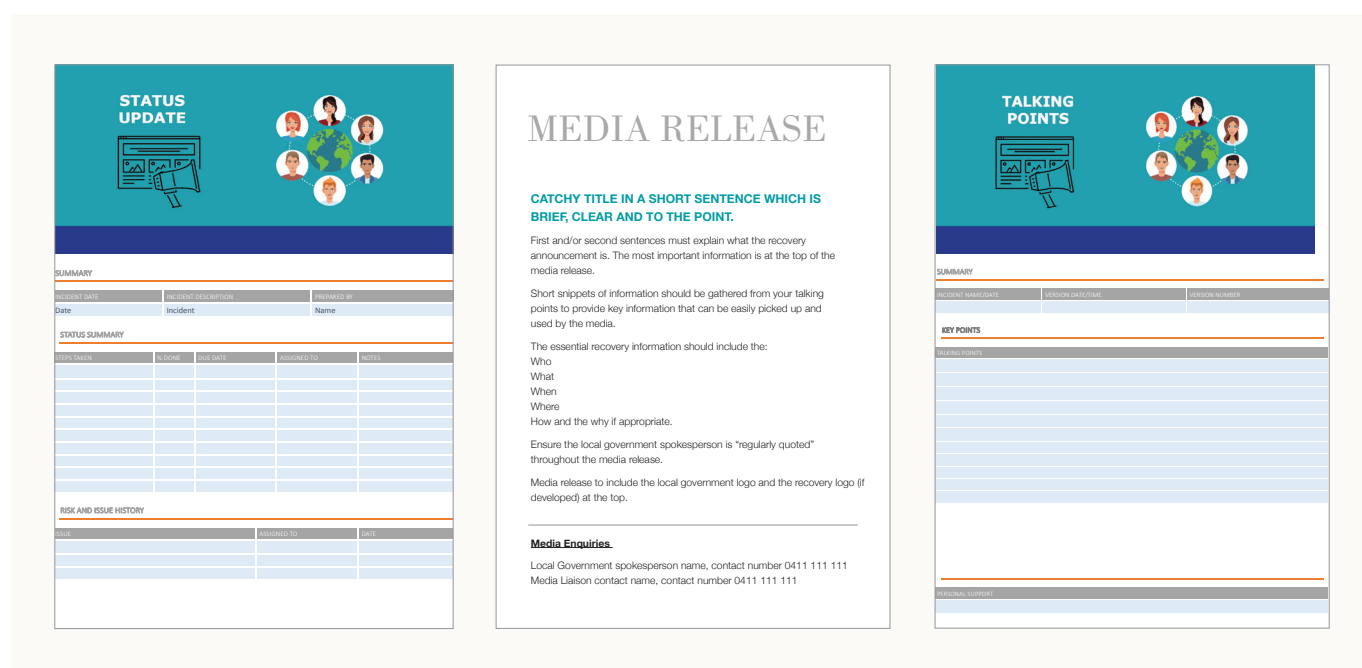 STATUS
UPDATE
SUMMARY
INCIDENT DATE INCIDENT DESCRIPTION PREPARED BY
Date Incident Name
STATUS SUMMARY
STEPS TAKEN % DONE DUE DATE ASSIGNED TO NOTES
RISK AND ISSUE HISTORY
ISSUE ASSIGNED TO DATE
MEDIA RELEASE
CATCHY TITLE IN A SHORT SENTENCE WHICH IS
BRIEF, CLEAR AND TO THE POINT.
First and/or second sentences must explain what the recovery
announcement is. The most important information is at the top of the
media release.
Short snippets of information should be gathered from your talking
points to provide key information that can be easily picked up and
used by the media.
The essential recovery information should include the:
Who
What
When
Where
How and the why if appropriate.
Ensure the local government spokesperson is “regularly quoted”
throughout the media release.
Media release to include the local government logo and the recovery logo (if
developed) at the top.
Media Enquiries
Local Government spokesperson name, contact number 0411 111 111
Media Liaison contact name, contact number 0411 111 111
TALKING
POINTS
SUMMARY
INCIDENT NAME/DATE VERSION DATE/TIME VERSION NUMBER
KEY POINTS
TALKING POINTS
PERSONAL SUPPORT